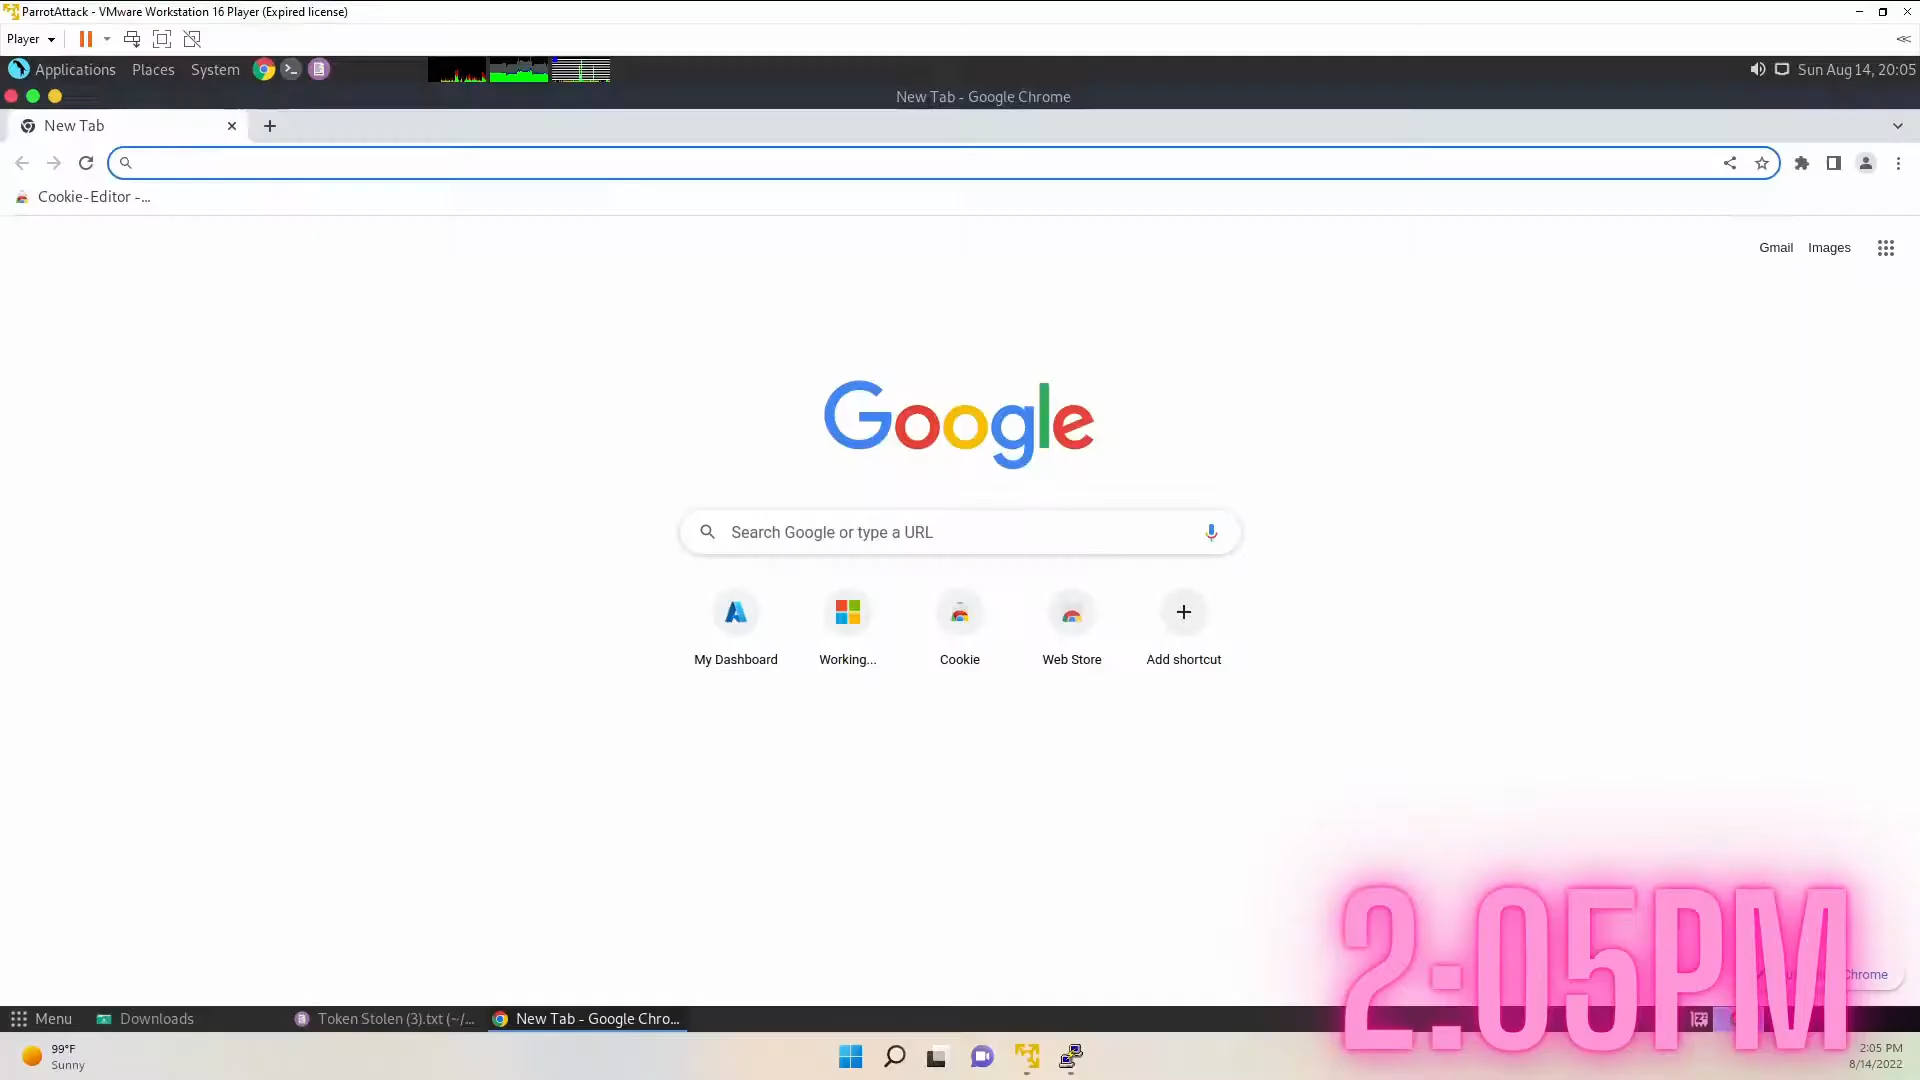 ParrotAttack - VMware Workstation 16 Player (Expired license)
Player
Applications Places System Sun Aug 14, 20:05
New Tab - Google Chrome
New Tab
Cookie-Editor -...
Gmail Images
Google
Search Google or type a URL
My Dashboard Working... Cookie Web Store Add shortcut
2:05PM
Chrome
Menu Downloads Token Stolen (3).txt (~/... New Tab - Google Chro...
99°F
Sunny
2:05 PM
8/14/2022